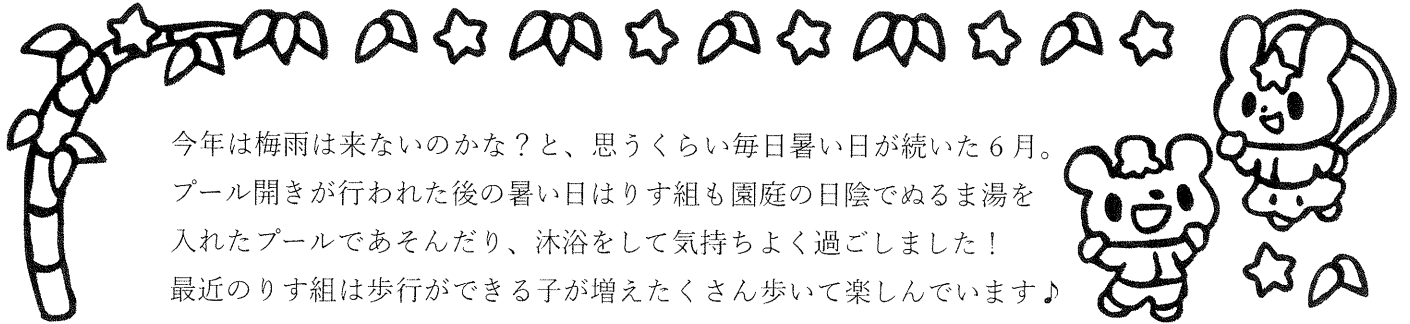 今年は梅雨は来ないのかな？と、思うくらい毎日暑い日が続いた６月。
プール開きが行われた後の暑い日はりす組も園庭の日陰でぬるま湯を
入れたプールであそんだり、沐浴をして気持ちよく過ごしました！
最近のりす組は歩行ができる子が増えたくさん歩いて楽しんでいます♪